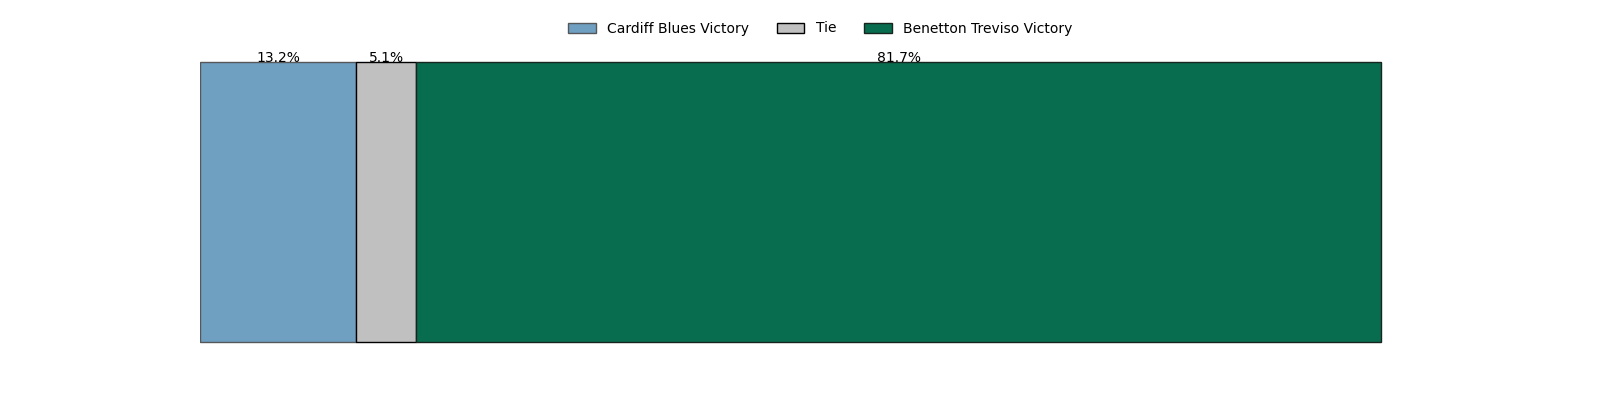 Cardiff Blues Victory Tie Benetton Treviso Victory
13.2% 5.1% 81.7%